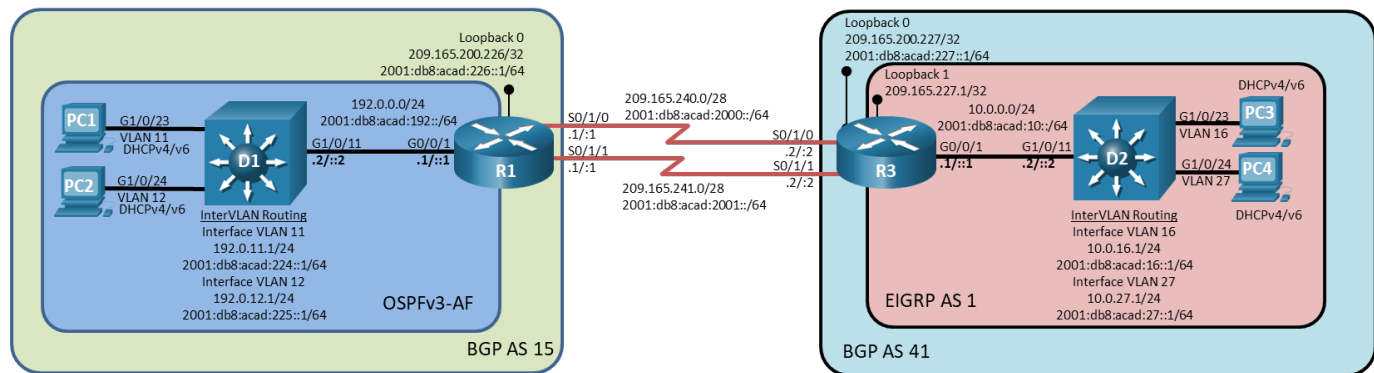 Loopback 0
209.165.200.226/32
2001:db8:acad:226::1/64
PC1
G1/0/23
VLAN 11
DHCPv4/v6
PC2
G1/0/24
VLAN 12
DHCPv4/v6
D1
192.0.0.0/24
2001:db8:acad:192::/64
G1/0/11
.2/::2
G0/0/1
.1/::1
R1
InterVLAN Routing
Interface VLAN 11
192.0.11.1/24
2001:db8:acad:224::1/64
Interface VLAN 12
192.0.12.1/24
2001:db8:acad:225::1/64
OSPFv3-AF
BGP AS 15
S0/1/0
.1/:1
S0/1/1
.1/:1
209.165.240.0/28
2001:db8:acad:2000::/64
209.165.241.0/28
2001:db8:acad:2001::/64
S0/1/0
.2/:2
S0/1/1
.2/:2
Loopback 0
209.165.200.227/32
2001:db8:acad:227::1/64
Loopback 1
209.165.227.1/32
R3
10.0.0.0/24
2001:db8:acad:10::/64
G0/0/1
.1/::1
G1/0/11
.2/::2
D2
DHCPv4/v6
G1/0/23
VLAN 16
PC3
G1/0/24
VLAN 27
PC4
DHCPv4/v6
InterVLAN Routing
Interface VLAN 16
10.0.16.1/24
2001:db8:acad:16::1/64
Interface VLAN 27
10.0.27.1/24
2001:db8:acad:27::1/64
EIGRP AS 1
BGP AS 41